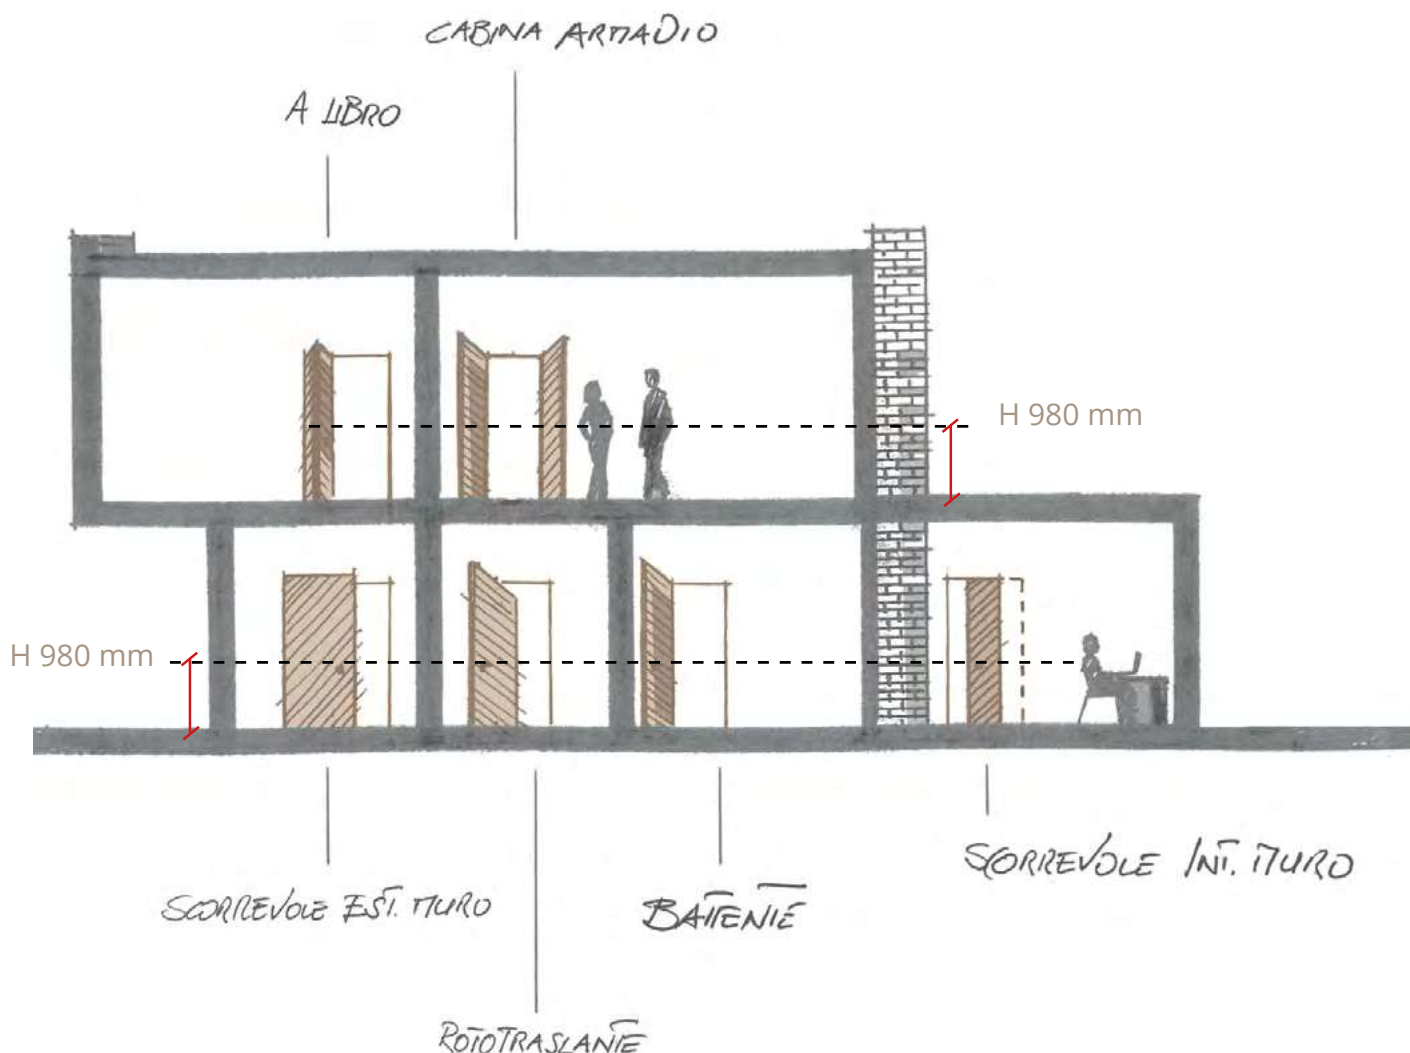 CABINA ARMADIO
A LIBRO
H 980 mm
H 980 mm
SCORREVOLE INT. MURO
SCORREVOLE EST. MURO
BATTENTE
ROTOTRASLANTE